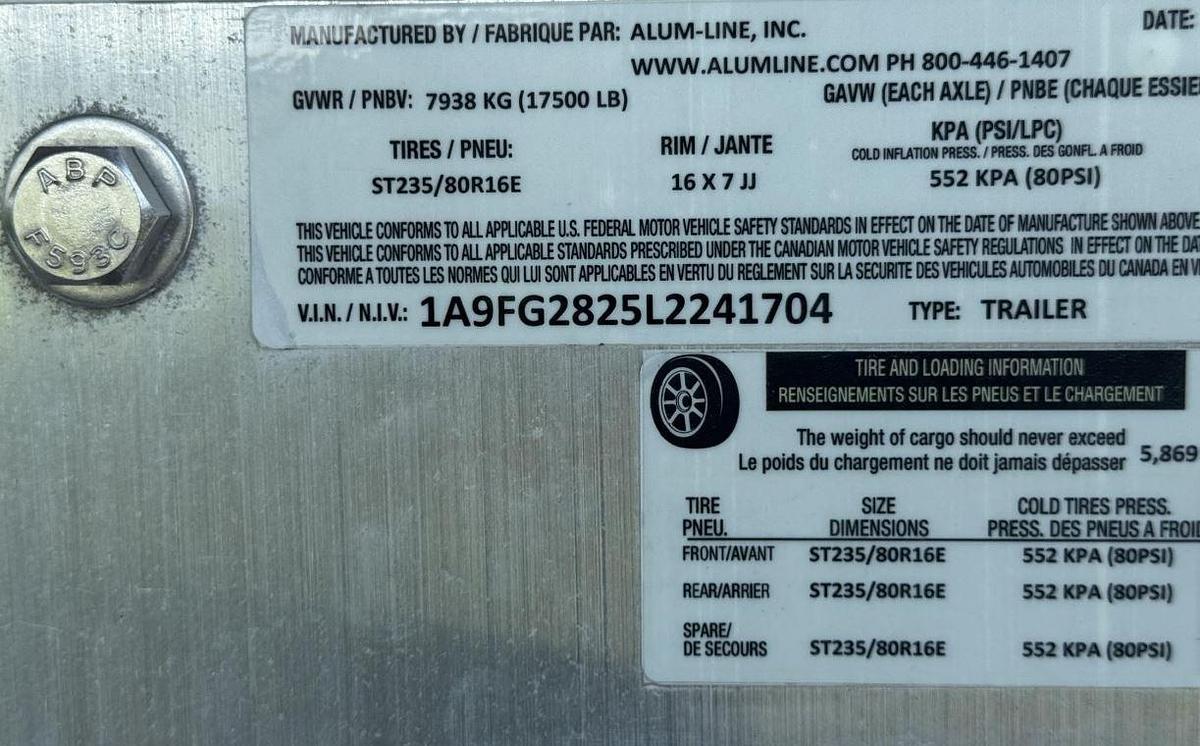 MANUFACTURED BY / FABRIQUE PAR: ALUM-LINE, INC. DATE:
WWW.ALUMLINE.COM PH 800-446-1407
GVWR / PNBV: 7938 KG (17500 LB) GAVW (EACH AXLE) / PNBE (CHAQUE ESSIE
TIRES / PNEU: RIM / JANTE KPA (PSI/LPC)
COLD INFLATION PRESS. / PRESS. DES GONFL. A FROID
ST235/80R16E 16 X 7 JJ 552 KPA (80PSI)
THIS VEHICLE CONFORMS TO ALL APPLICABLE U.S. FEDERAL MOTOR VEHICLE SAFETY STANDARDS IN EFFECT ON THE DATE OF MANUFACTURE SHOWN ABOVE
THIS VEHICLE CONFORMS TO ALL APPLICABLE STANDARDS PRESCRIBED UNDER THE CANADIAN MOTOR VEHICLE SAFETY REGULATIONS IN EFFECT ON THE DA
CONFORME A TOUTES LES NORMES QUI LUI SONT APPLICABLES EN VERTU DU REGLEMENT SUR LA SECURITE DES VEHICULES AUTOMOBILES DU CANADA EN V
V.I.N. / N.I.V.: 1A9FG2825L2241704 TYPE: TRAILER
ABP
F593C
TIRE AND LOADING INFORMATION
RENSEIGNEMENTS SUR LES PNEUS ET LE CHARGEMENT
The weight of cargo should never exceed 5,869
Le poids du chargement ne doit jamais dépasser
TIRE SIZE COLD TIRES PRESS.
PNEU. DIMENSIONS PRESS. DES PNEUS A FROID
FRONT/AVANT ST235/80R16E 552 KPA (80PSI)
REAR/ARRIER ST235/80R16E 552 KPA (80PSI)
SPARE/
DE SECOURS ST235/80R16E 552 KPA (80PSI)